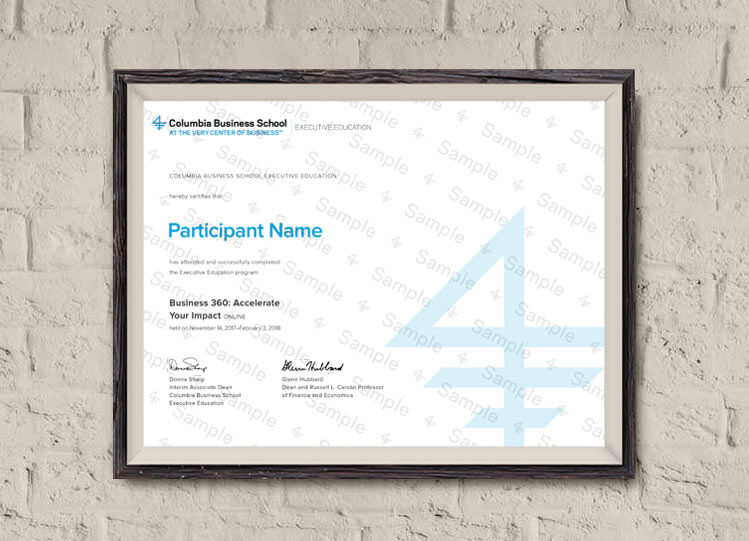 Columbia Business School
AT THE VERY CENTER OF BUSINESS™
EXECUTIVE EDUCATION
COLUMBIA BUSINESS SCHOOL EXECUTIVE EDUCATION
hereby certifies that
Participant Name
has attended and successfully completed
the Executive Education program
Business 360: Accelerate
Your Impact ONLINE
held on November 14, 2017–February 3, 2018
Donna Sharp
Interim Associate Dean
Columbia Business School
Executive Education
Glenn Hubbard
Glenn Hubbard
Dean and Russell L. Carson Professor
of Finance and Economics
Sample